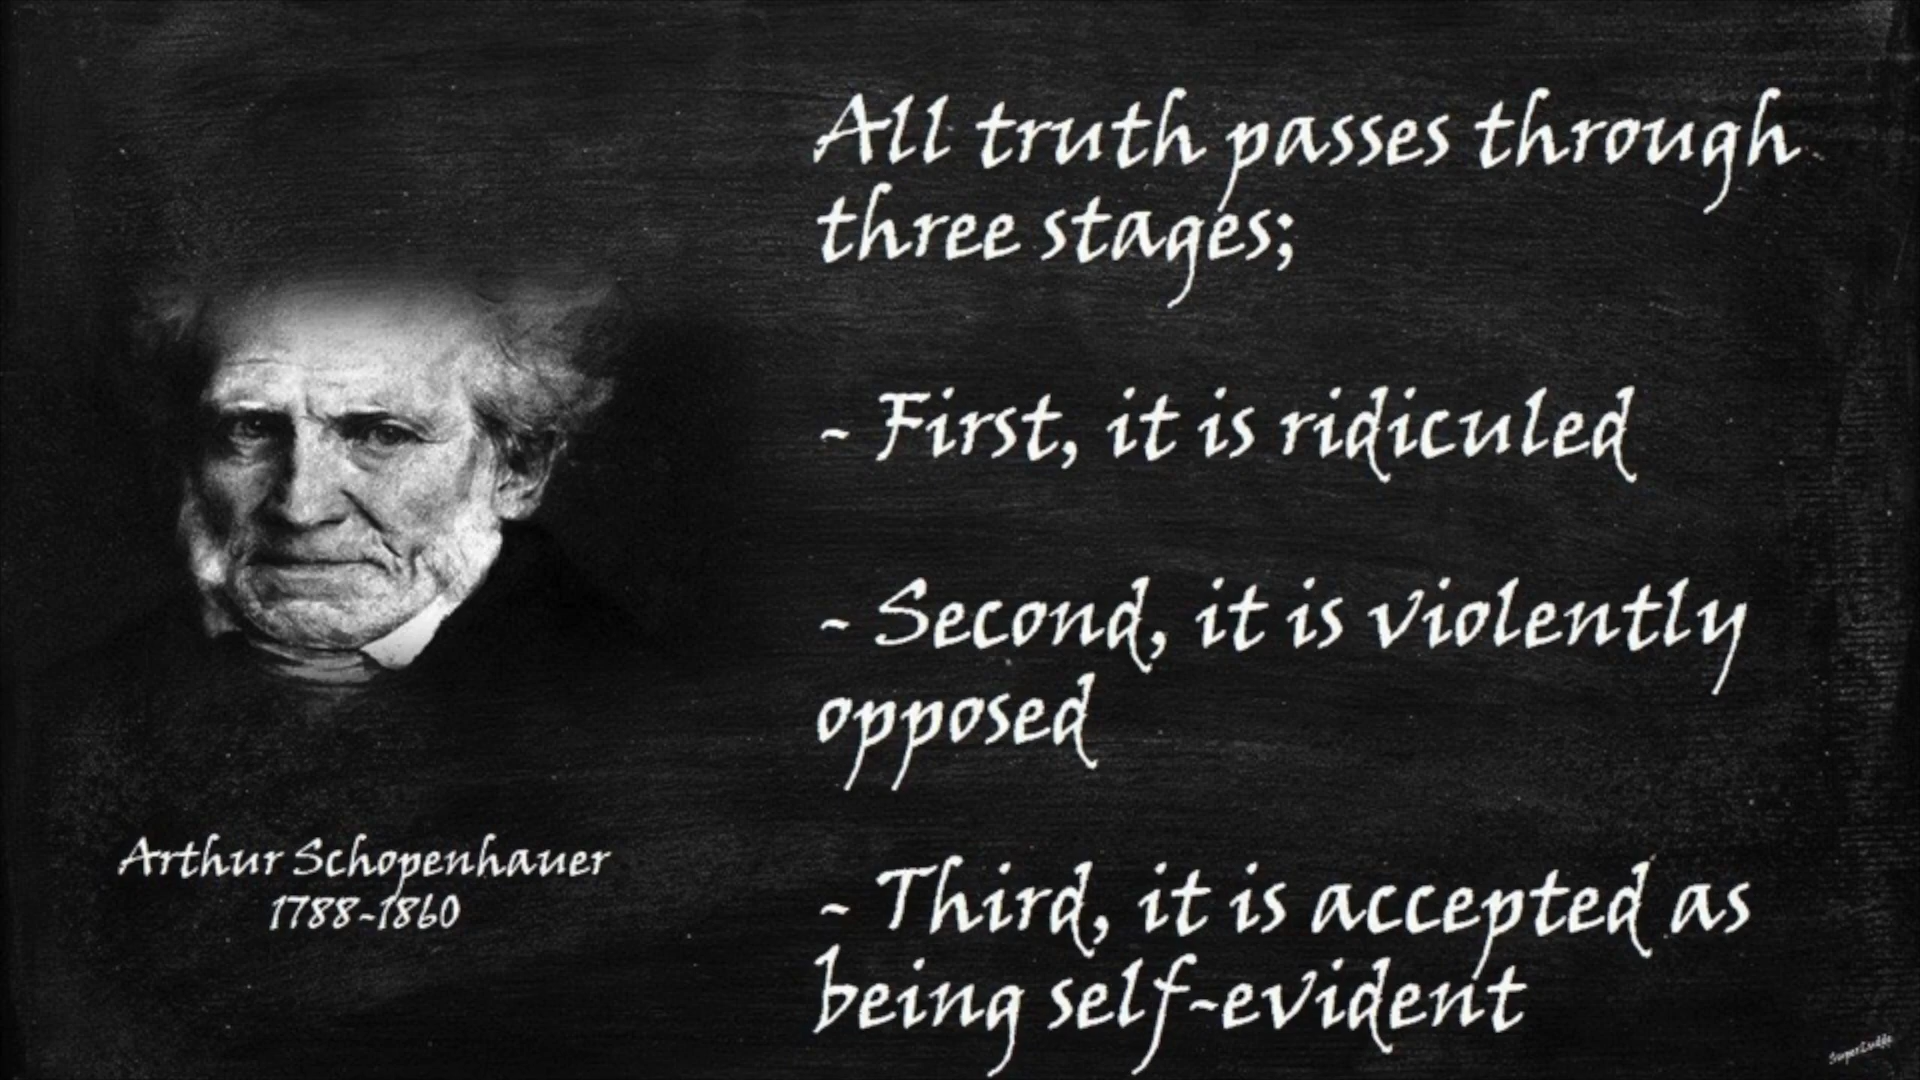 All truth passes through
three stages;
- First, it is ridiculed
- Second, it is violently
opposed
- Third, it is accepted as
being self-evident
Arthur Schopenhauer
1788-1860